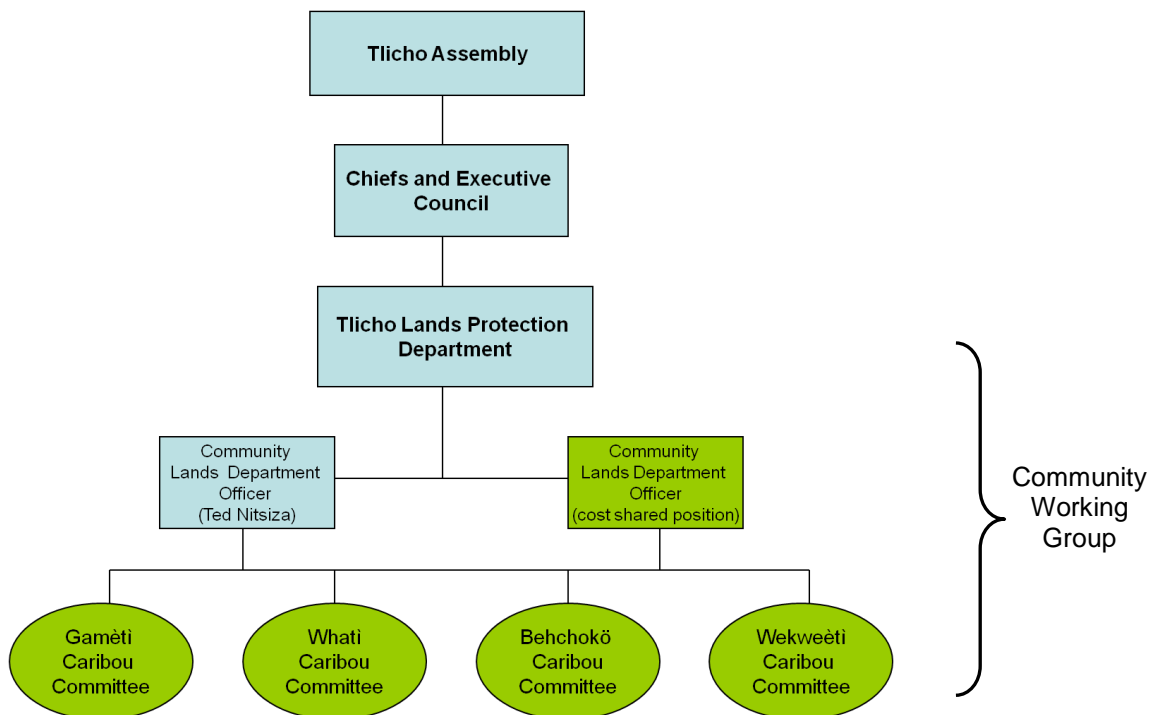 Tlicho Assembly
Chiefs and Executive
Council
Tlicho Lands Protection
Department
Community
Lands Department
Officer
(Ted Nitsiza)
Community
Lands Department
Officer
(cost shared position)
Community
Working
Group
Gamètì
Caribou
Committee
Whatì
Caribou
Committee
Behchokö
Caribou
Committee
Wekweètì
Caribou
Committee